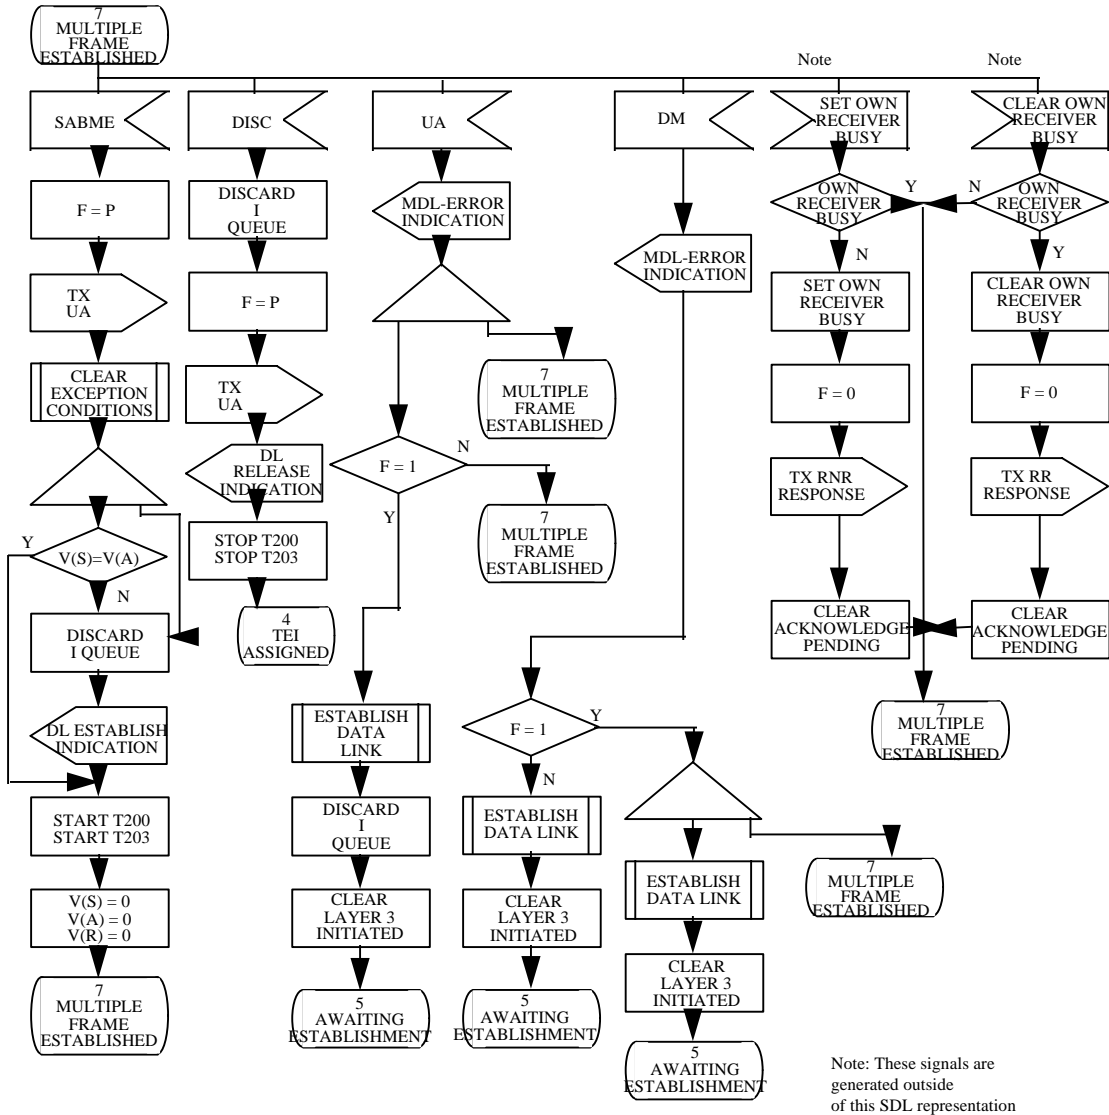 7
MULTIPLE
FRAME
ESTABLISHED
Note
Note
SABME
DISC
UA
DM
SET OWN
RECEIVER
BUSY
CLEAR OWN
RECEIVER
BUSY
F = P
DISCARD
I
QUEUE
MDL-ERROR
INDICATION
MDL-ERROR
INDICATION
OWN
RECEIVER
BUSY
Y
N
OWN
RECEIVER
BUSY
N
Y
TX
UA
F = P
SET OWN
RECEIVER
BUSY
CLEAR OWN
RECEIVER
BUSY
CLEAR
EXCEPTION
CONDITIONS
TX
UA
7
MULTIPLE
FRAME
ESTABLISHED
F = 0
F = 0
DL
RELEASE
INDICATION
F = 1
N
Y
TX RNR
RESPONSE
TX RR
RESPONSE
7
MULTIPLE
FRAME
ESTABLISHED
Y
V(S)=V(A)
N
STOP T200
STOP T203
DISCARD
I QUEUE
4
TEI
ASSIGNED
CLEAR
ACKNOWLEDGE
PENDING
CLEAR
ACKNOWLEDGE
PENDING
DL ESTABLISH
INDICATION
ESTABLISH
DATA
LINK
F = 1
Y
N
7
MULTIPLE
FRAME
ESTABLISHED
START T200
START T203
DISCARD
I
QUEUE
ESTABLISH
DATA LINK
ESTABLISH
DATA LINK
7
MULTIPLE
FRAME
ESTABLISHED
V(S) = 0
V(A) = 0
V(R) = 0
CLEAR
LAYER 3
INITIATED
CLEAR
LAYER 3
INITIATED
CLEAR
LAYER 3
INITIATED
7
MULTIPLE
FRAME
ESTABLISHED
5
AWAITING
ESTABLISHMENT
5
AWAITING
ESTABLISHMENT
5
AWAITING
ESTABLISHMENT
Note: These signals are
generated outside
of this SDL representation